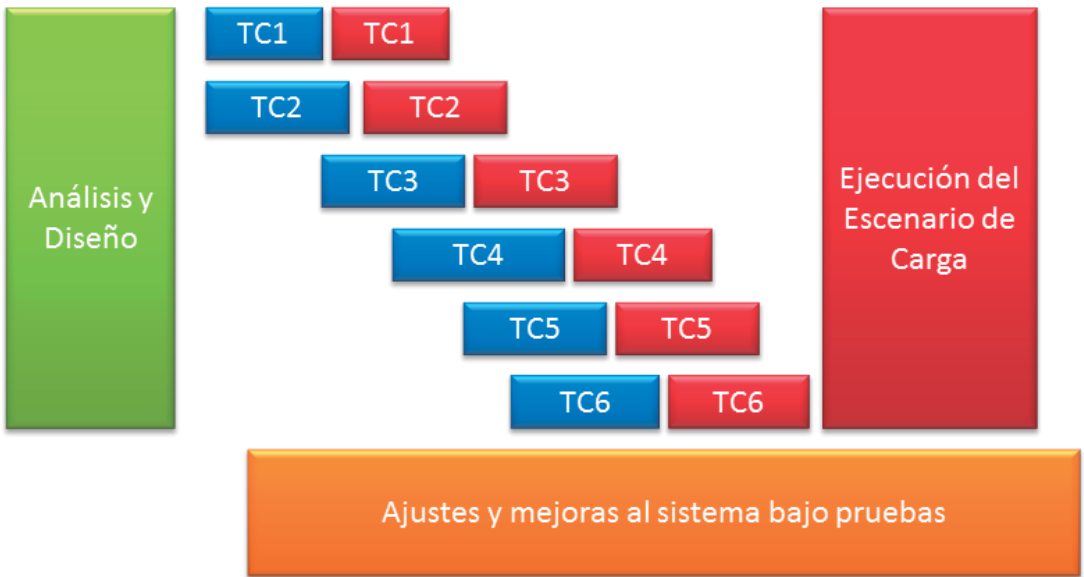 Análisis y
Diseño
TC1 TC1
TC2 TC2
TC3 TC3
TC4 TC4
TC5 TC5
TC6 TC6
Ejecución del
Escenario de
Carga
Ajustes y mejoras al sistema bajo pruebas